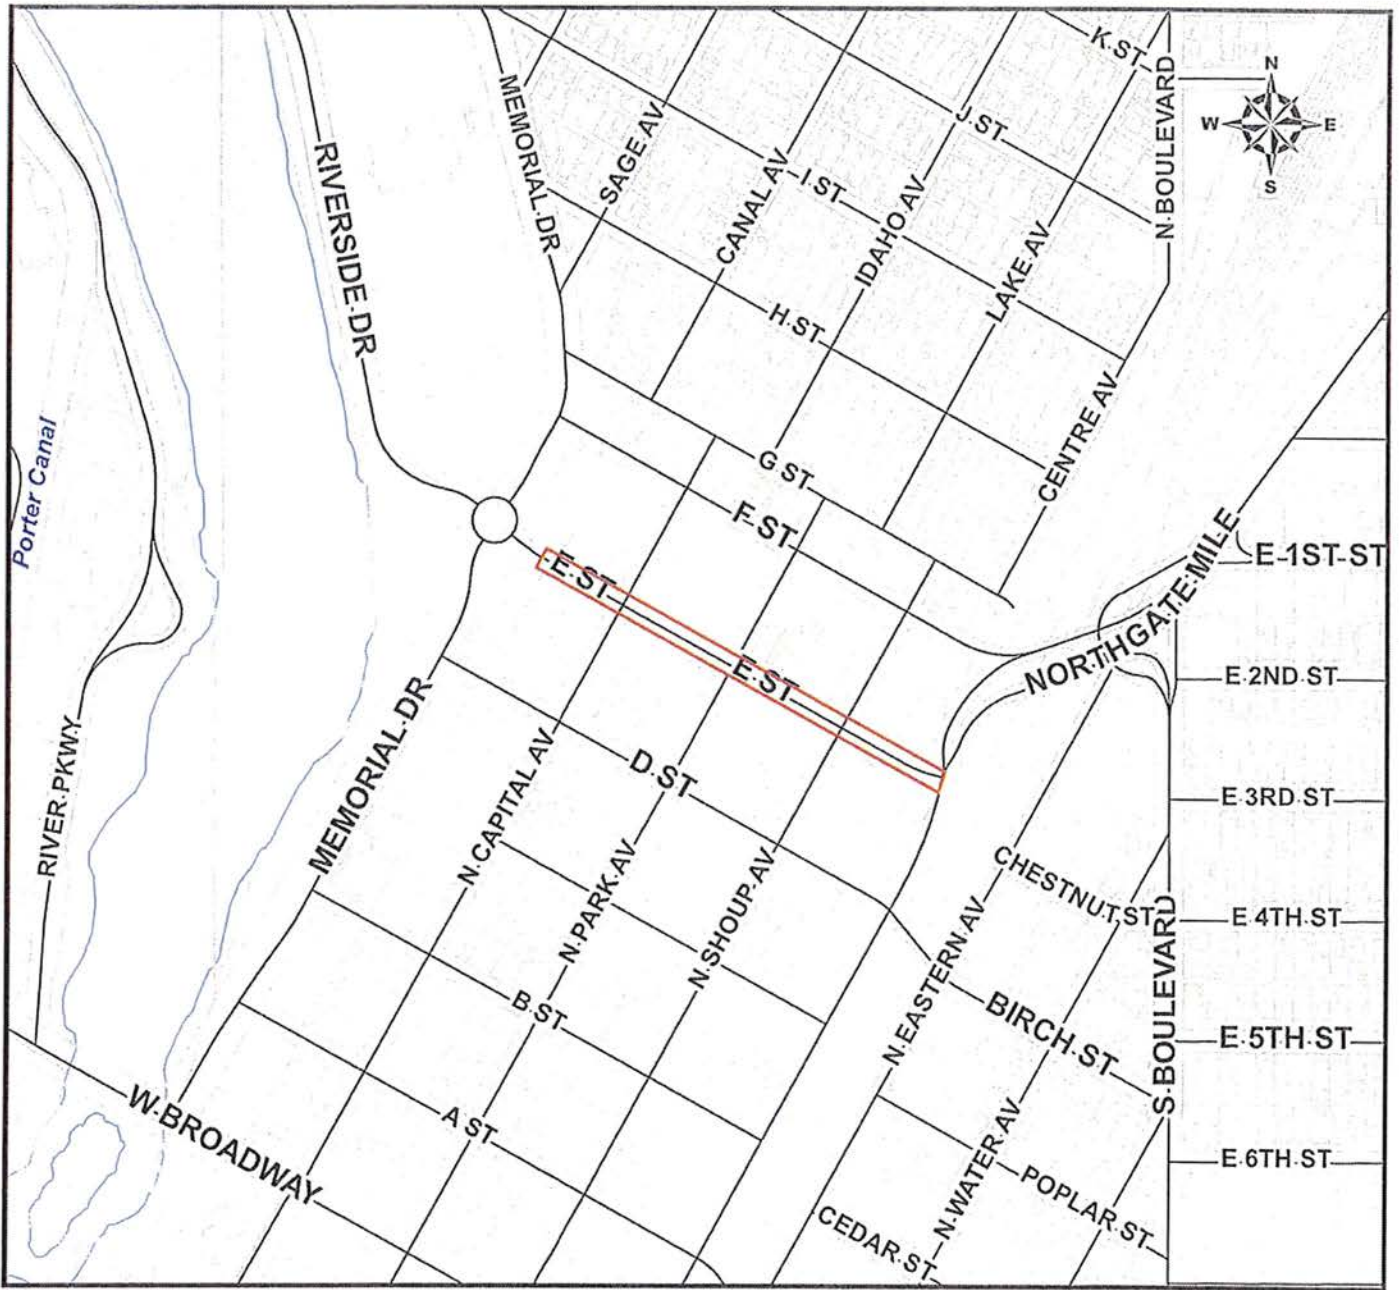 K ST
N
W
E
S
N BOULEVARD
MEMORIAL DR
SAGE AV
J ST
RIVERSIDE DR
CANAL AV
I ST
IDAHO AV
LAKE AV
H ST
CENTRE AV
Porter Canal
G ST
F ST
E 1ST ST
NORTHGATE MILE
E ST
E ST
E 2ND ST
MEMORIAL DR
RIVER PKWY
N CAPITAL AV
D ST
E 3RD ST
N PARK AV
N SHOUP AV
CHESTNUT ST
E 4TH ST
N EASTERN AV
S BOULEVARD
B ST
BIRCH ST
E 5TH ST
W BROADWAY
A ST
N WATER AV
E 6TH ST
POPLAR ST
CEDAR ST